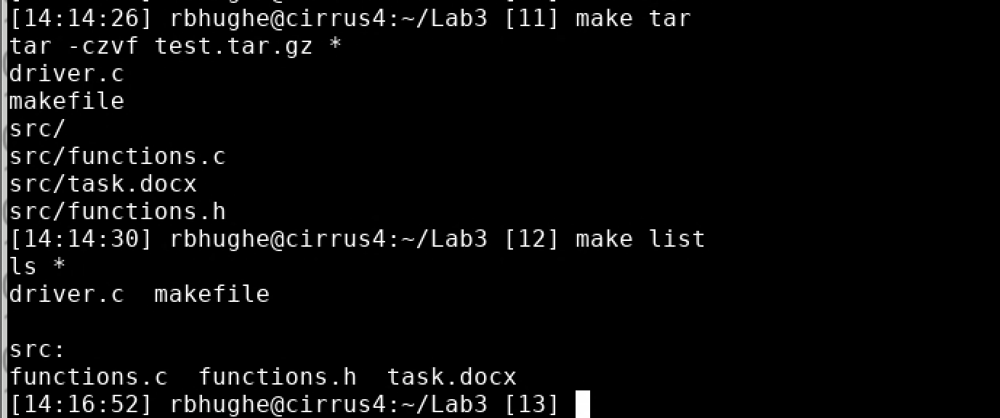 [14:14:26] rbhughe@cirrus4:~/Lab3 [11] make tar
tar -czvf test.tar.gz *
driver.c
makefile
src/
src/functions.c
src/task.docx
src/functions.h
[14:14:30] rbhughe@cirrus4:~/Lab3 [12] make list
ls *
driver.c  makefile

src:
functions.c  functions.h  task.docx
[14:16:52] rbhughe@cirrus4:~/Lab3 [13]